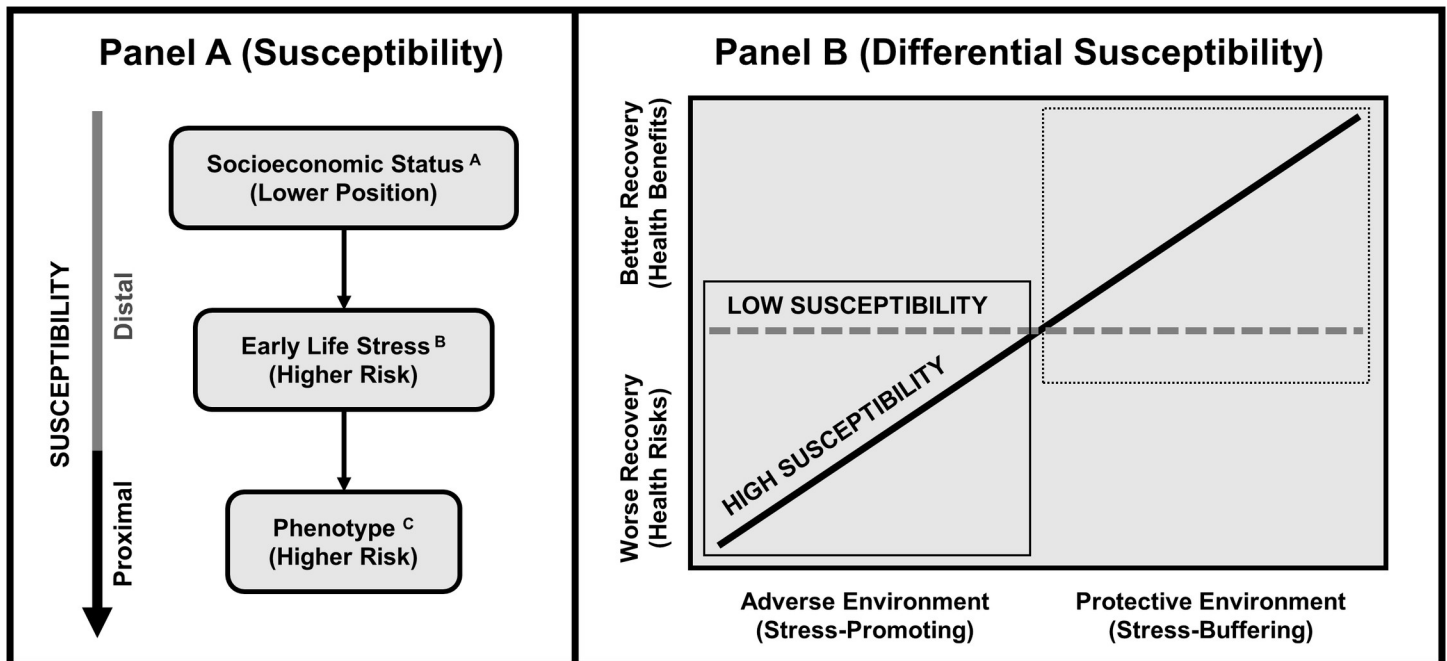 Panel A (Susceptibility)
SUSCEPTIBILITY
Distal
Proximal
Socioeconomic Status A
(Lower Position)
Early Life Stress B
(Higher Risk)
Phenotype C
(Higher Risk)
Panel B (Differential Susceptibility)
Better Recovery
(Health Benefits)
Worse Recovery
(Health Risks)
LOW SUSCEPTIBILITY
HIGH SUSCEPTIBILITY
Adverse Environment
(Stress-Promoting)
Protective Environment
(Stress-Buffering)